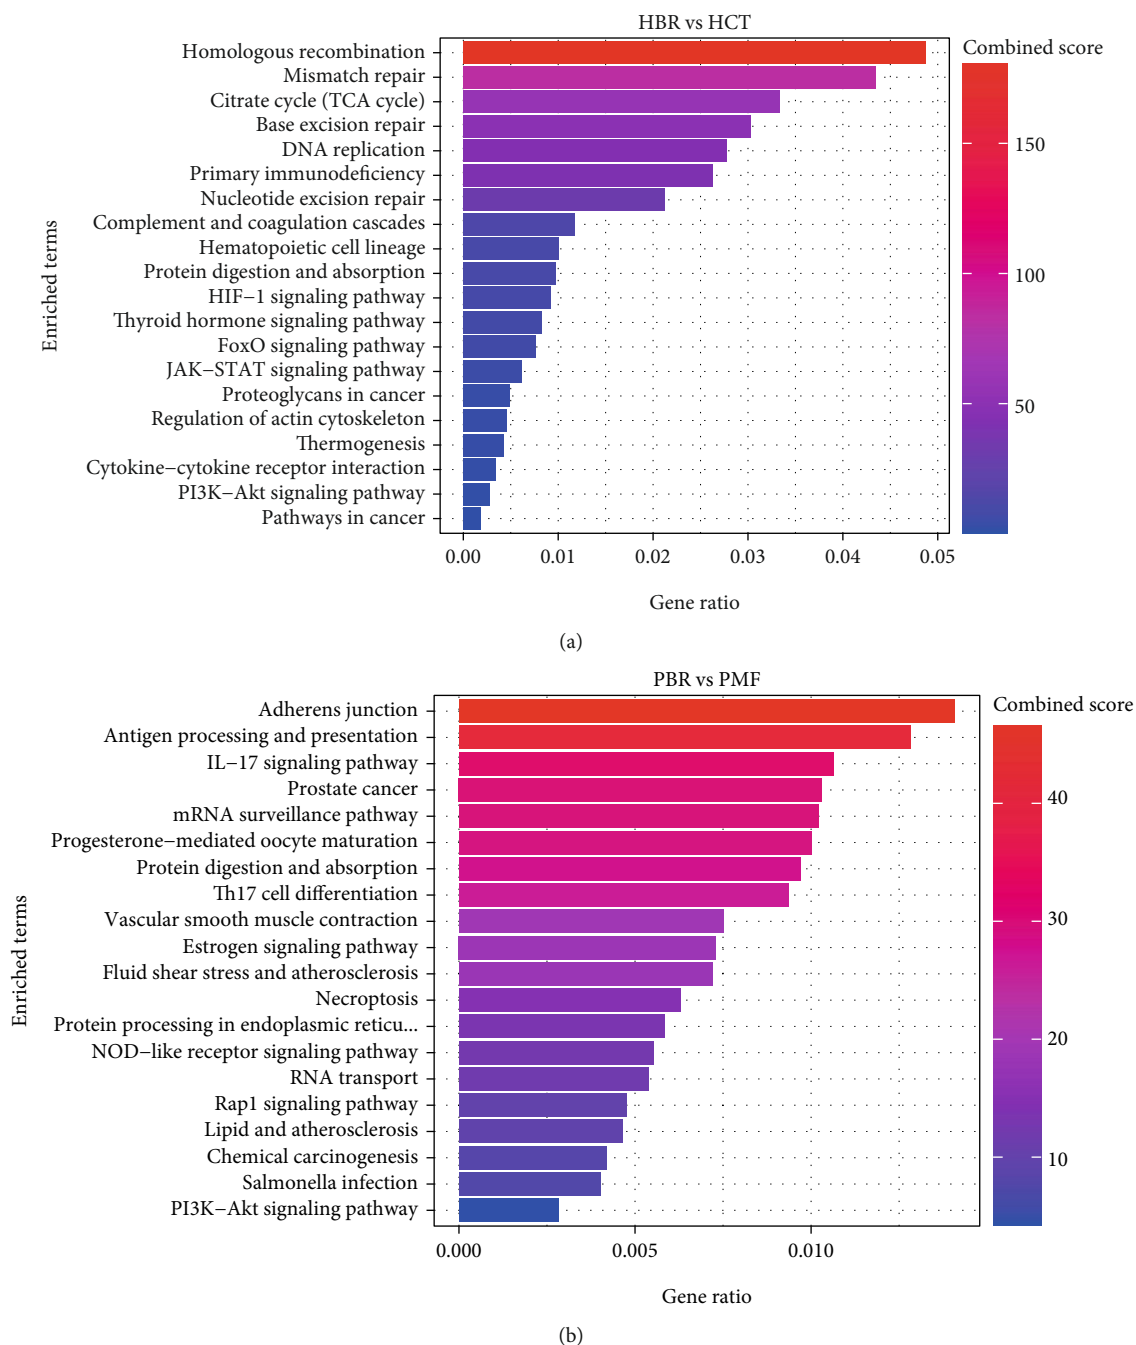 HBR vs HCT
Homologous recombination
Mismatch repair
Citrate cycle (TCA cycle)
Base excision repair
DNA replication
Primary immunodeficiency
Nucleotide excision repair
Complement and coagulation cascades
Hematopoietic cell lineage
Protein digestion and absorption
HIF−1 signaling pathway
Thyroid hormone signaling pathway
FoxO signaling pathway
JAK−STAT signaling pathway
Proteoglycans in cancer
Regulation of actin cytoskeleton
Thermogenesis
Cytokine−cytokine receptor interaction
PI3K−Akt signaling pathway
Pathways in cancer
Enriched terms
0.00 0.01 0.02 0.03 0.04 0.05
Gene ratio
Combined score
150
100
50
(a)
PBR vs PMF
Adherens junction
Antigen processing and presentation
IL−17 signaling pathway
Prostate cancer
mRNA surveillance pathway
Progesterone−mediated oocyte maturation
Protein digestion and absorption
Th17 cell differentiation
Vascular smooth muscle contraction
Estrogen signaling pathway
Fluid shear stress and atherosclerosis
Necroptosis
Protein processing in endoplasmic reticu...
NOD−like receptor signaling pathway
RNA transport
Rap1 signaling pathway
Lipid and atherosclerosis
Chemical carcinogenesis
Salmonella infection
PI3K−Akt signaling pathway
Enriched terms
0.000 0.005 0.010
Gene ratio
Combined score
40
30
20
10
(b)